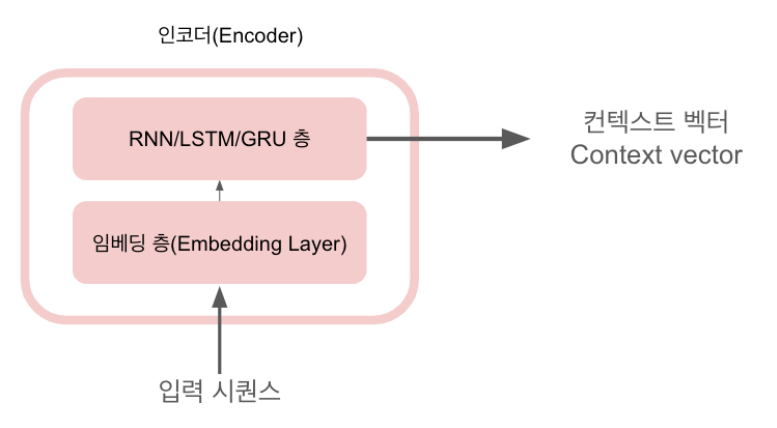 인코더(Encoder)
RNN/LSTM/GRU 층
컨텍스트 벡터
Context vector
임베딩 층(Embedding Layer)
입력 시퀀스